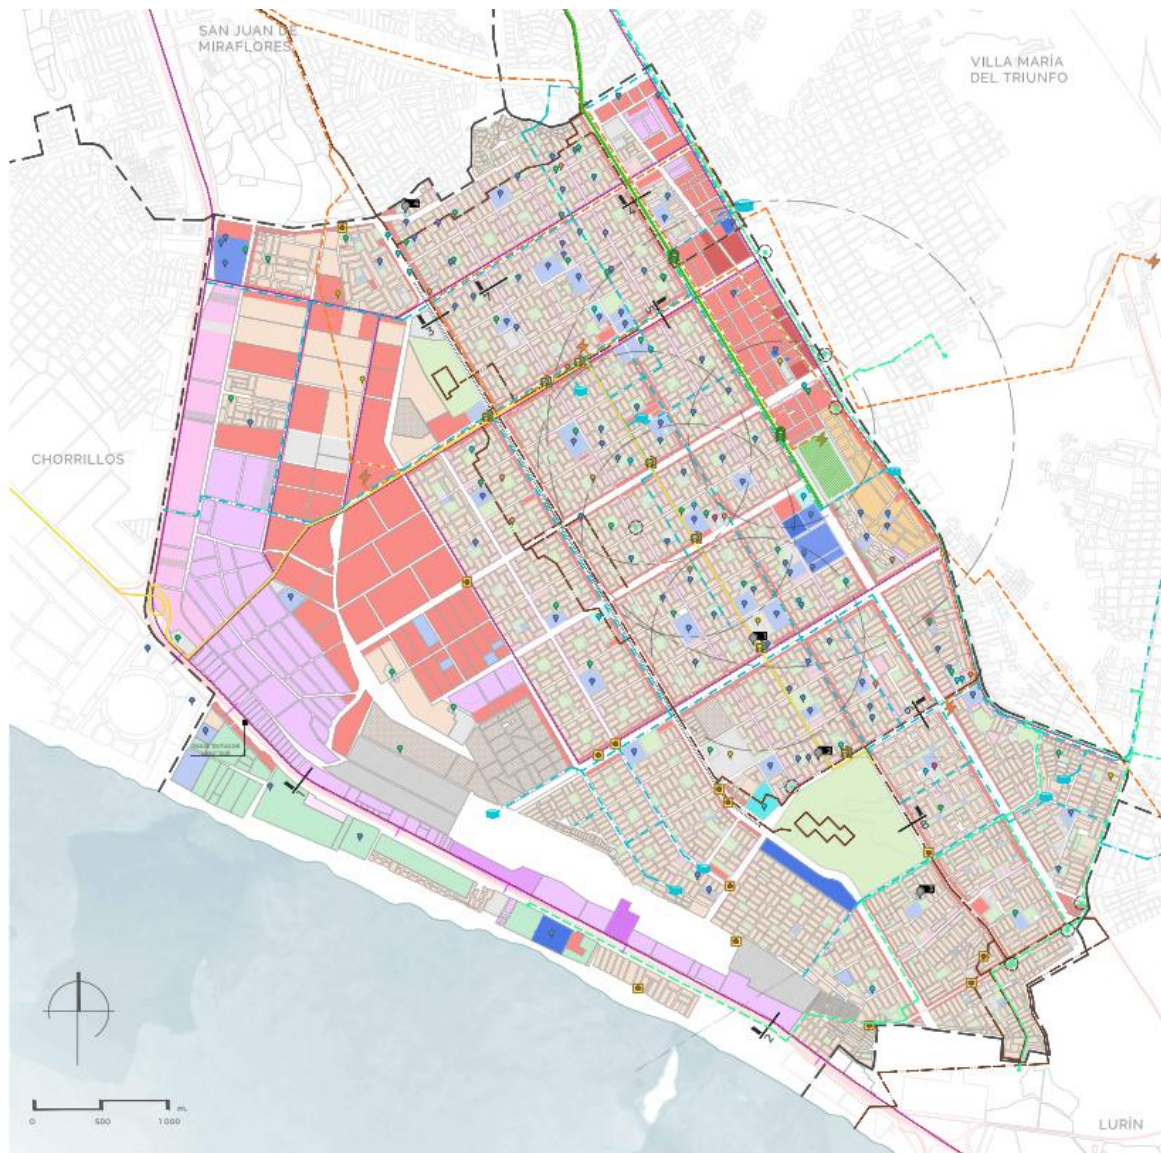 SAN JUAN DE
MIRAFLORES
VILLA MARÍA
DEL TRIUNFO
CHORRILLOS
LURÍN
m.
0 500 1000